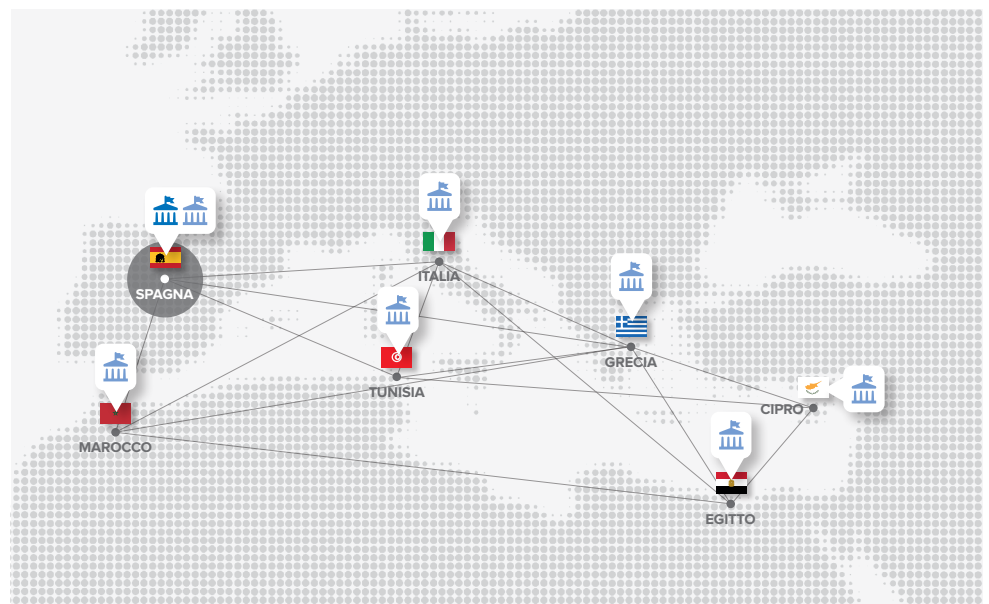 ITALIA
SPAGNA
GRECIA
TUNISIA
CIPRO
MAROCCO
EGITTO